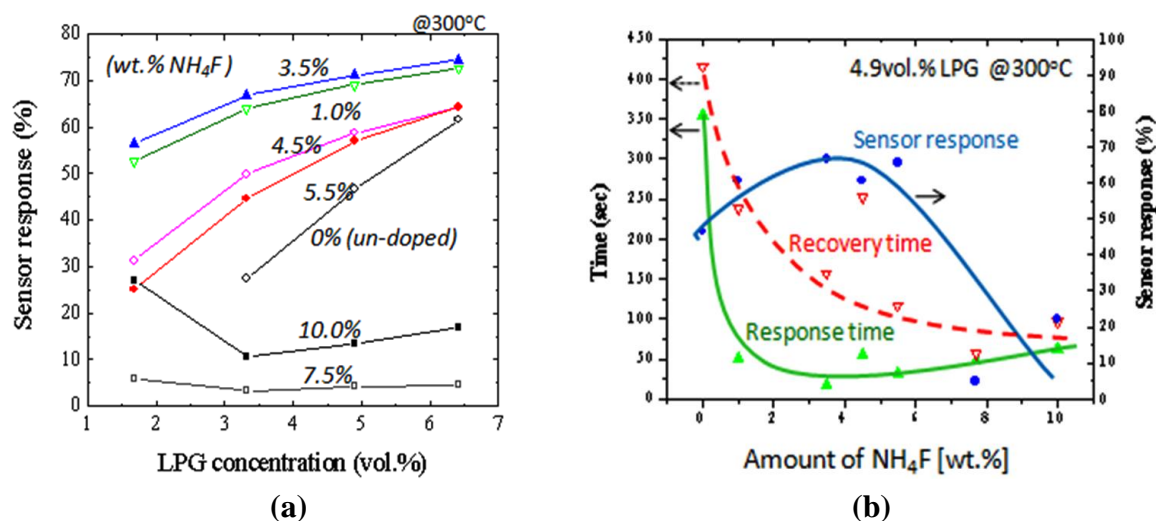 @300°C
(wt.% NH₄F)
3.5%
1.0%
4.5%
5.5%
0% (un-doped)
10.0%
7.5%
80
70
60
50
40
30
20
10
0
Sensor response (%)
1 2 3 4 5 6 7
LPG concentration (vol.%)
(a)
4.9vol.% LPG @300°C
Sensor response
Recovery time
Response time
450
400
350
300
250
200
150
100
50
0
Time (sec)
100
90
80
70
60
50
40
30
20
10
0
Sensor response (%)
0 2 4 6 8 10
Amount of NH₄F [wt.%]
(b)